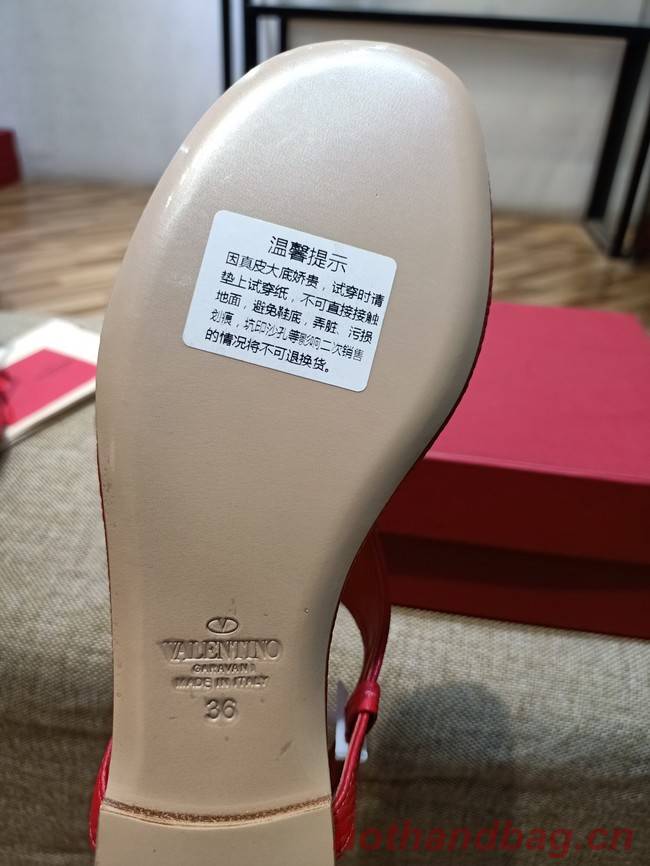 温馨提示
因真皮大底娇贵，试穿时请
垫上试穿纸，不可直接接触
地面，避免鞋底，弄脏、污损
划痕，坑印沙孔等影响二次销售
的情况将不可退换货。
VALENTINO
GARAVANI
MADE IN ITALY
36
lothandbag.cn